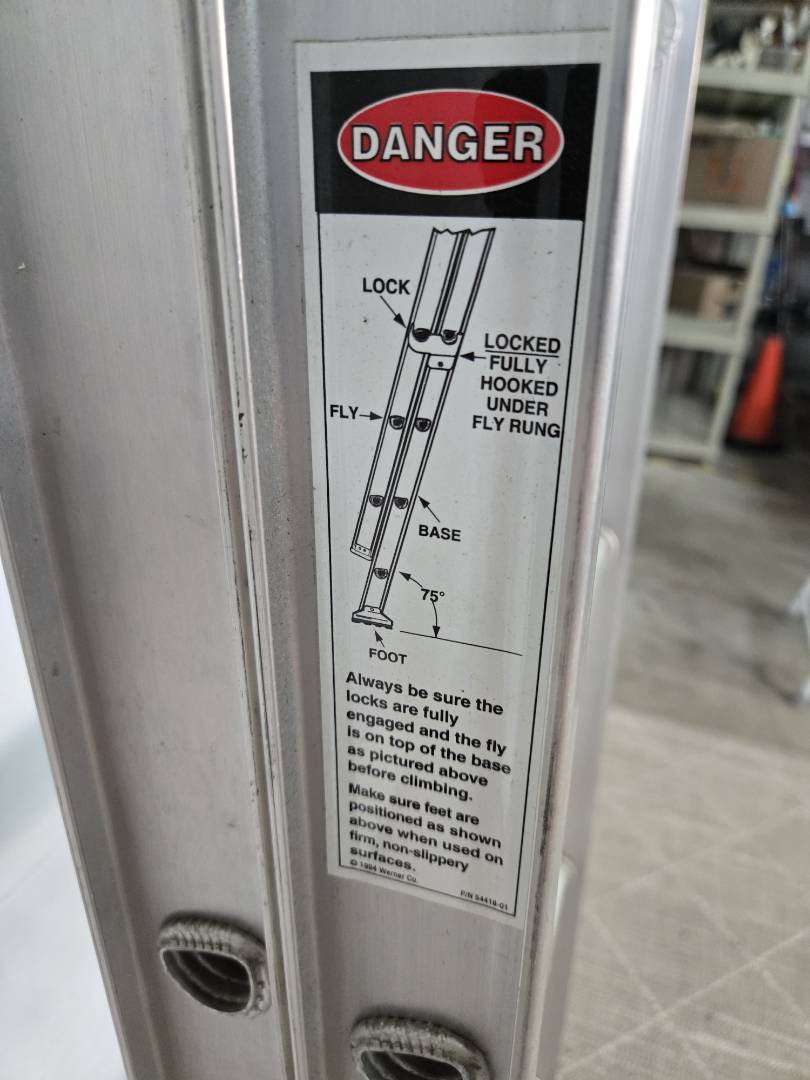 DANGER
LOCK
LOCKED
FULLY
HOOKED
UNDER
FLY RUNG
FLY
BASE
75°
FOOT
Always be sure the
locks are fully
engaged and the fly
is on top of the base
as pictured above
before climbing.
Make sure feet are
positioned as shown
above when used on
firm, non-slippery
surfaces.
© 1994 Werner Co.
P/N 54418-01